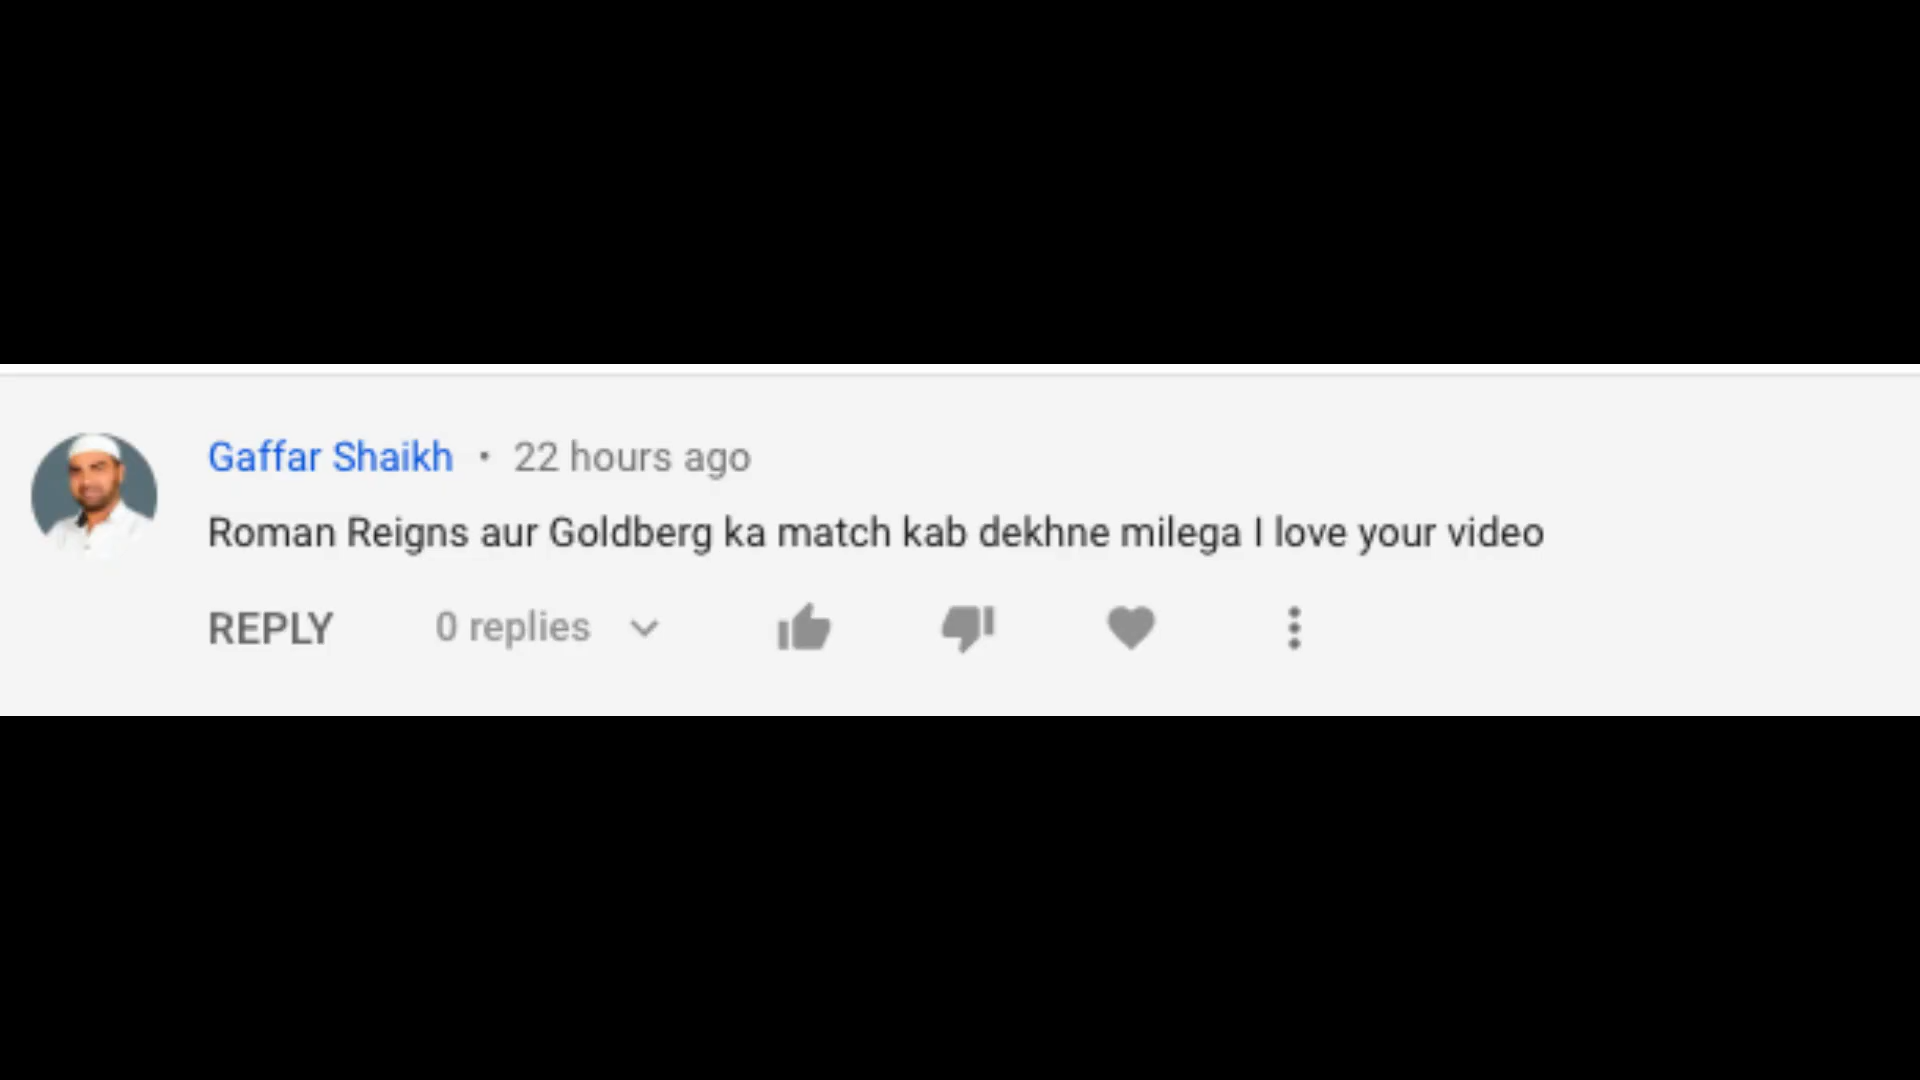 Gaffar Shaikh • 22 hours ago
Roman Reigns aur Goldberg ka match kab dekhne milega I love your video
REPLY 0 replies